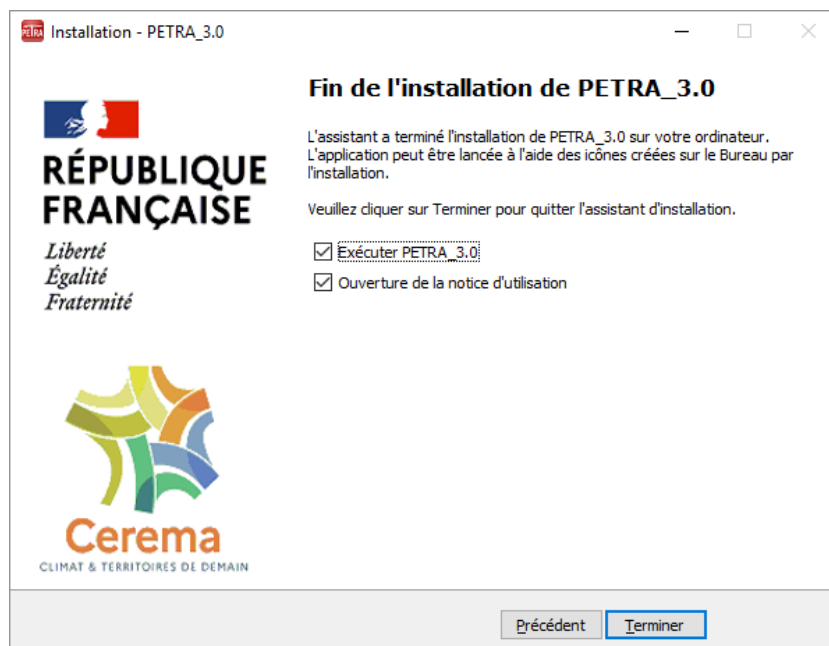 PETRA
Installation - PETRA_3.0
Fin de l'installation de PETRA_3.0
L'assistant a terminé l'installation de PETRA_3.0 sur votre ordinateur.
L'application peut être lancée à l'aide des icônes créées sur le Bureau par
l'installation.
Veuillez cliquer sur Terminer pour quitter l'assistant d'installation.
Exécuter PETRA_3.0
Ouverture de la notice d'utilisation
RÉPUBLIQUE
FRANÇAISE
Liberté
Égalité
Fraternité
Cerema
CLIMAT & TERRITOIRES DE DEMAIN
Précédent
Terminer